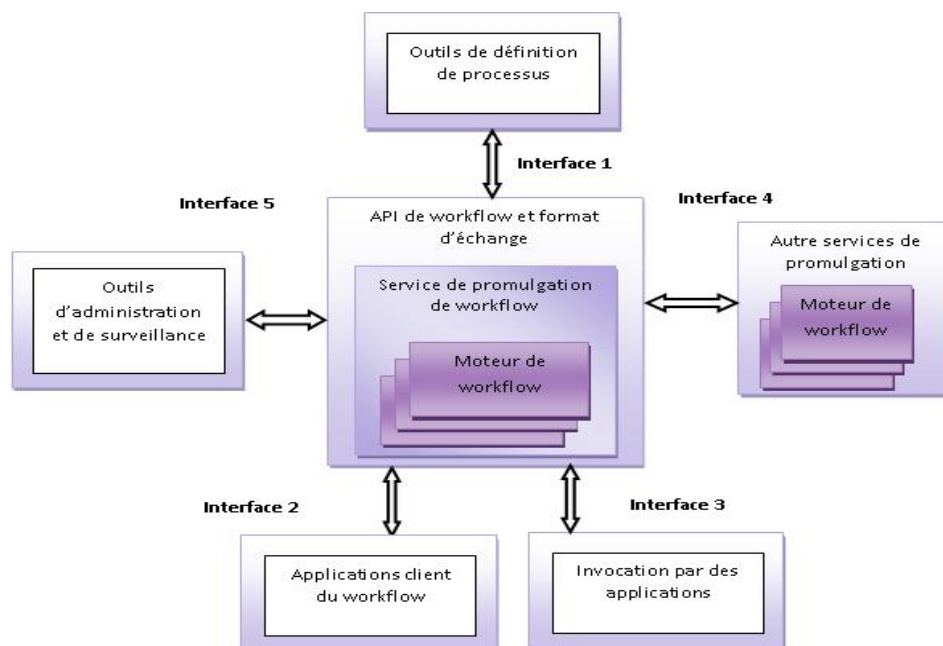 Outils de définition
de processus
Interface 1
Interface 5
Interface 4
API de workflow et format
d'échange
Autre services de
promulgation
Moteur de
workflow
Outils
d'administration
et de surveillance
Service de promulgation
de workflow
Moteur de
workflow
Interface 2
Interface 3
Applications client
du workflow
Invocation par des
applications